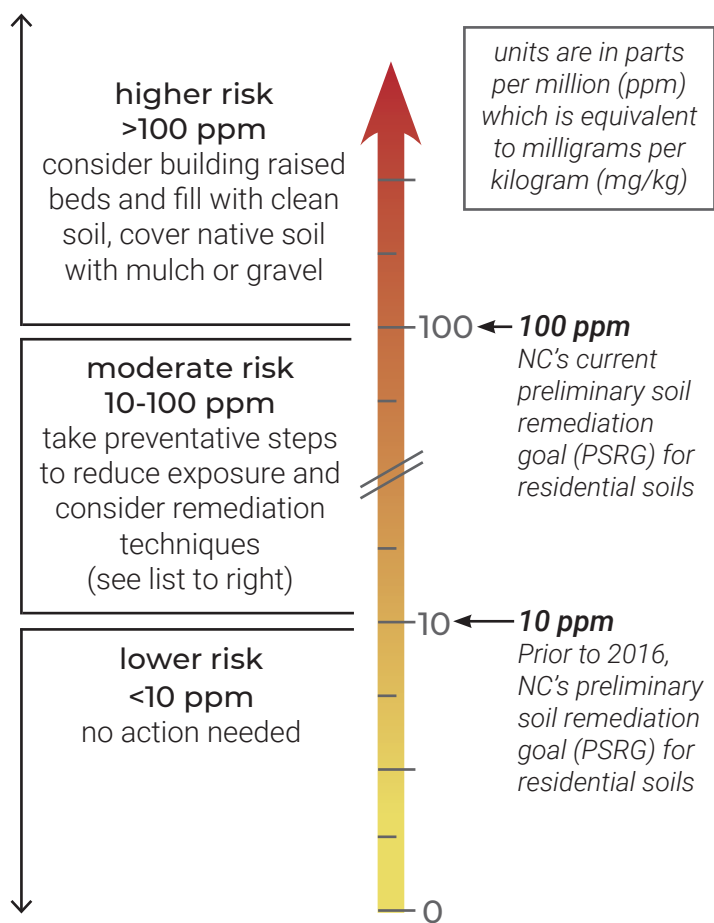 higher risk
>100 ppm
consider building raised
beds and fill with clean
soil, cover native soil
with mulch or gravel
units are in parts
per million (ppm)
which is equivalent
to milligrams per
kilogram (mg/kg)
100
100 ppm
NC's current
preliminary soil
remediation
goal (PSRG) for
residential soils
moderate risk
10-100 ppm
take preventative steps
to reduce exposure and
consider remediation
techniques
(see list to right)
10
10 ppm
Prior to 2016,
NC's preliminary
soil remediation
goal (PSRG) for
residential soils
lower risk
<10 ppm
no action needed
0